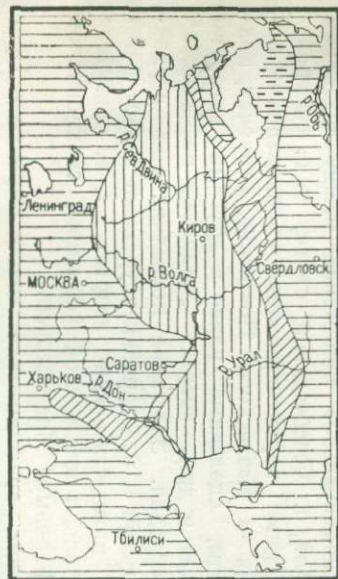 р.Обь
р.Сев.Двина
Ленинград
Киров
Свердловск
р.Волга
МОСКВА
р.Урал
Саратов
Харьков
р.Дон
Тбилиси